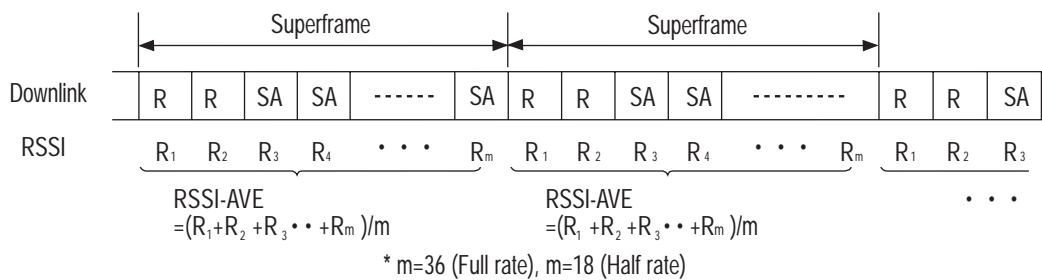 Superframe Superframe
Downlink R R SA SA ------ SA R R SA SA --------- R R SA
RSSI R₁ R₂ R₃ R₄ · · · Rₘ R₁ R₂ R₃ R₄ · · · Rₘ R₁ R₂ R₃
RSSI-AVE RSSI-AVE · · ·
=(R₁+R₂ +R₃ · · +Rₘ )/m =(R₁ +R₂ +R₃ · · +Rₘ )/m
* m=36 (Full rate), m=18 (Half rate)